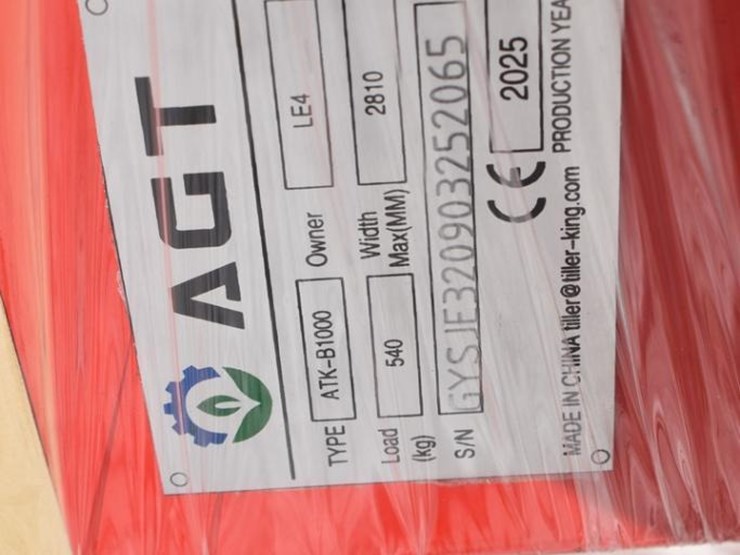 AGT
TYPE ATK-B1000 Owner LE4
Load (kg) 540 Width Max(MM) 2810
S/N GYSJE320903252065
CE 2025
MADE IN CHINA tiller@tiller-king.com PRODUCTION YEA